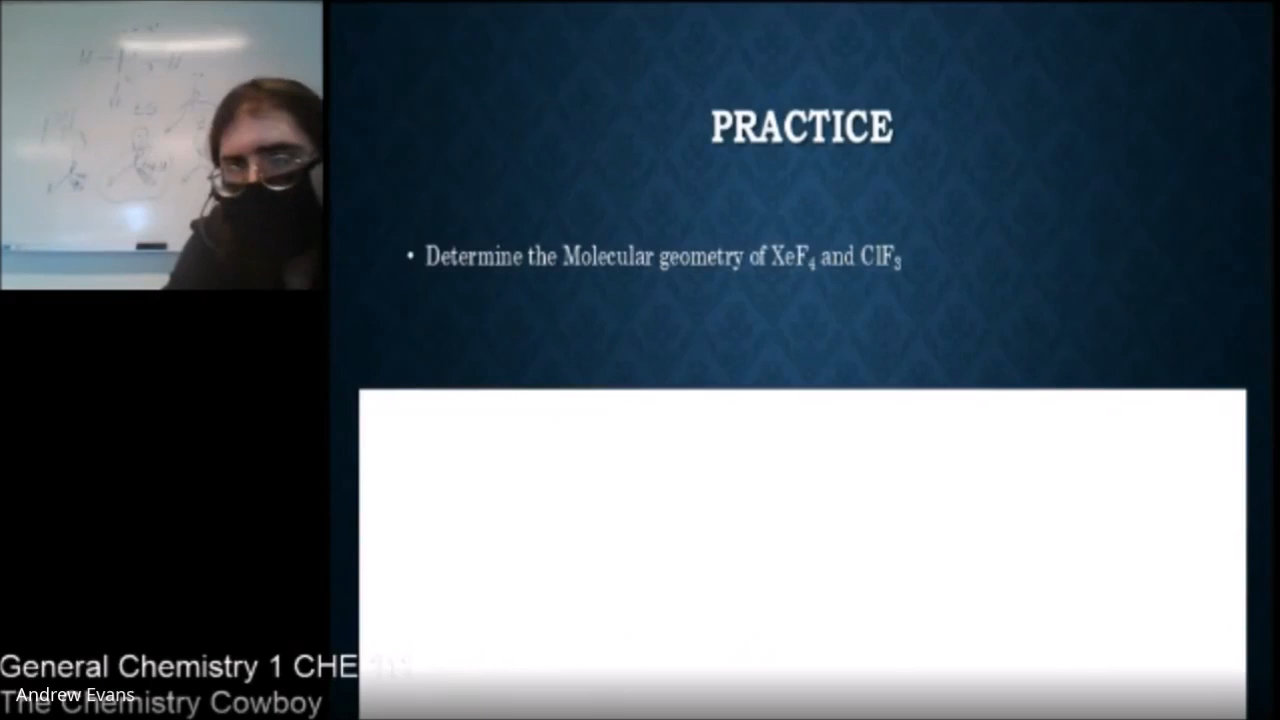 PRACTICE
• Determine the Molecular geometry of XeF₄ and ClF₃
General Chemistry 1 CHE
Andrew Evans
The Chemistry Cowboy